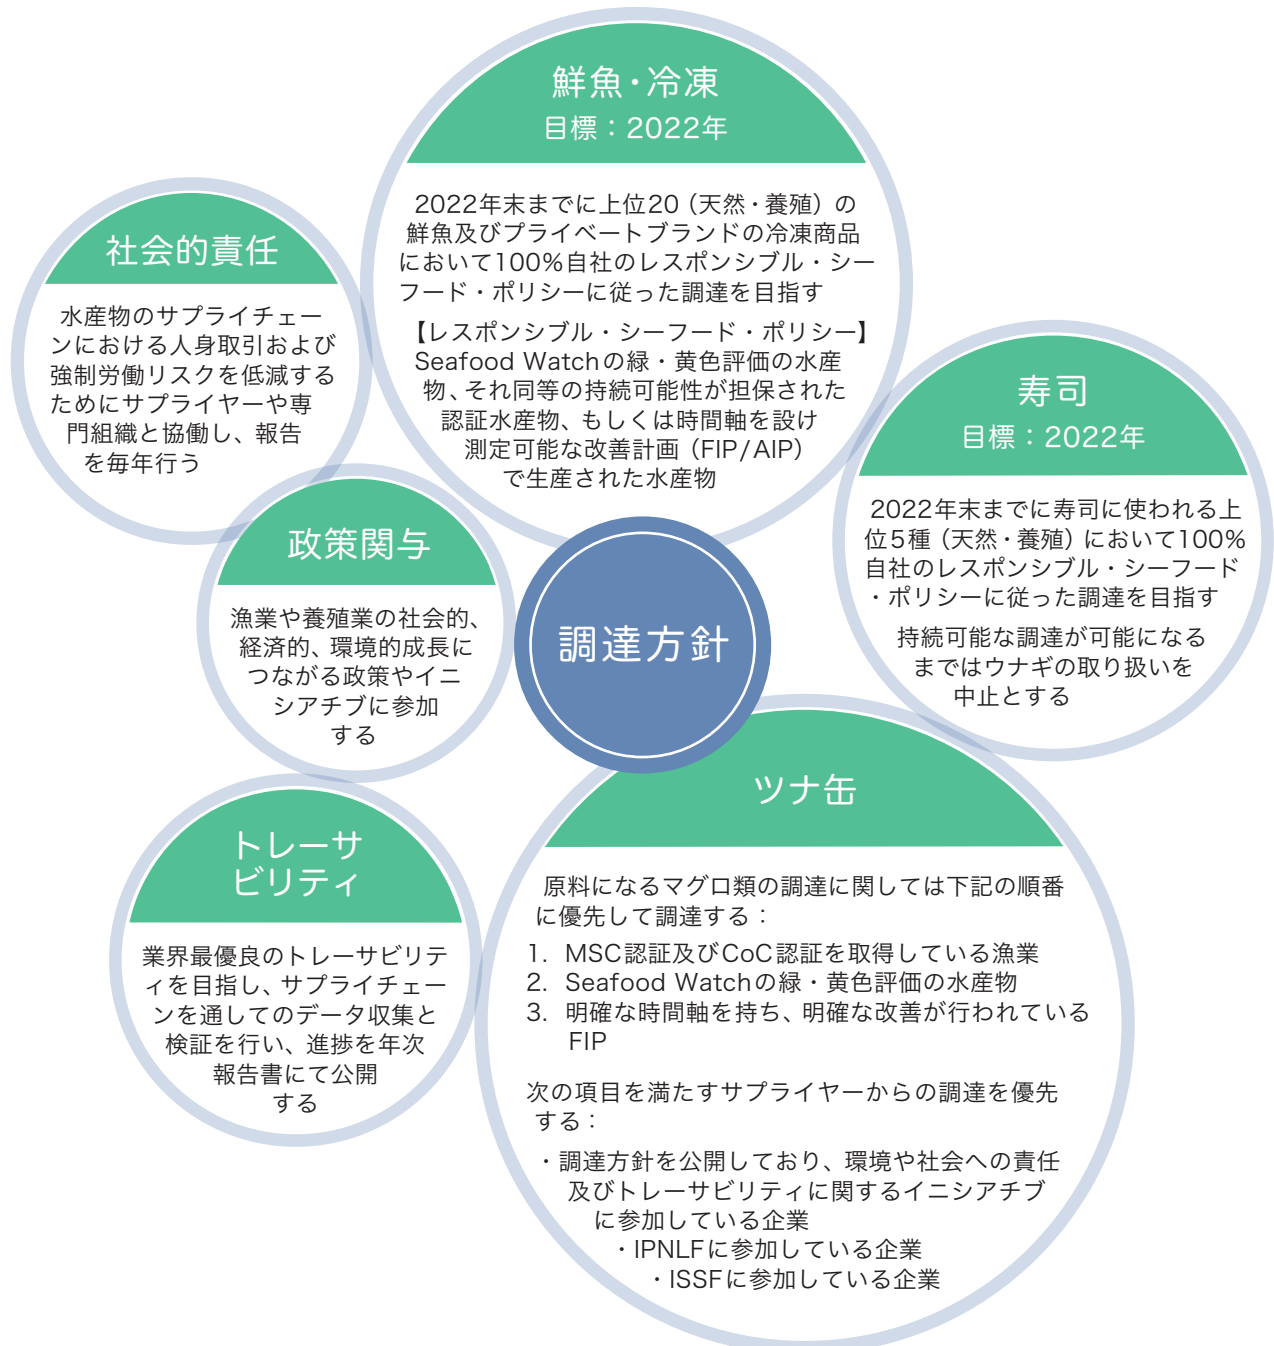 鮮魚・冷凍
目標：2022年
2022年末までに上位20（天然・養殖）の
鮮魚及びプライベートブランドの冷凍商品
において100%自社のレスポンシブル・シー
フード・ポリシーに従った調達を目指す
【レスポンシブル・シーフード・ポリシー】
Seafood Watchの緑・黄色評価の水産
物、それ同等の持続可能性が担保された
認証水産物、もしくは時間軸を設け
測定可能な改善計画（FIP/AIP）
で生産された水産物
社会的責任
水産物のサプライチェー
ンにおける人身取引および
強制労働リスクを低減する
ためにサプライヤーや専
門組織と協働し、報告
を毎年行う
寿司
目標：2022年
2022年末までに寿司に使われる上
位5種（天然・養殖）において100%
自社のレスポンシブル・シーフード
・ポリシーに従った調達を目指す
持続可能な調達が可能になる
まではウナギの取り扱いを
中止とする
政策関与
漁業や養殖業の社会的、
経済的、環境的成長に
つながる政策やイニ
シアチブに参加
する
調達方針
トレーサ
ビリティ
業界最優良のトレーサビリテ
ィを目指し、サプライチェー
ンを通してのデータ収集と
検証を行い、進捗を年次
報告書にて公開
する
ツナ缶
原料になるマグロ類の調達に関しては下記の順番
に優先して調達する：
1. MSC認証及びCoC認証を取得している漁業
2. Seafood Watchの緑・黄色評価の水産物
3. 明確な時間軸を持ち、明確な改善が行われている
FIP
次の項目を満たすサプライヤーからの調達を優先
する：
・調達方針を公開しており、環境や社会への責任
及びトレーサビリティに関するイニシアチブ
に参加している企業
・IPNLFに参加している企業
・ISSFに参加している企業